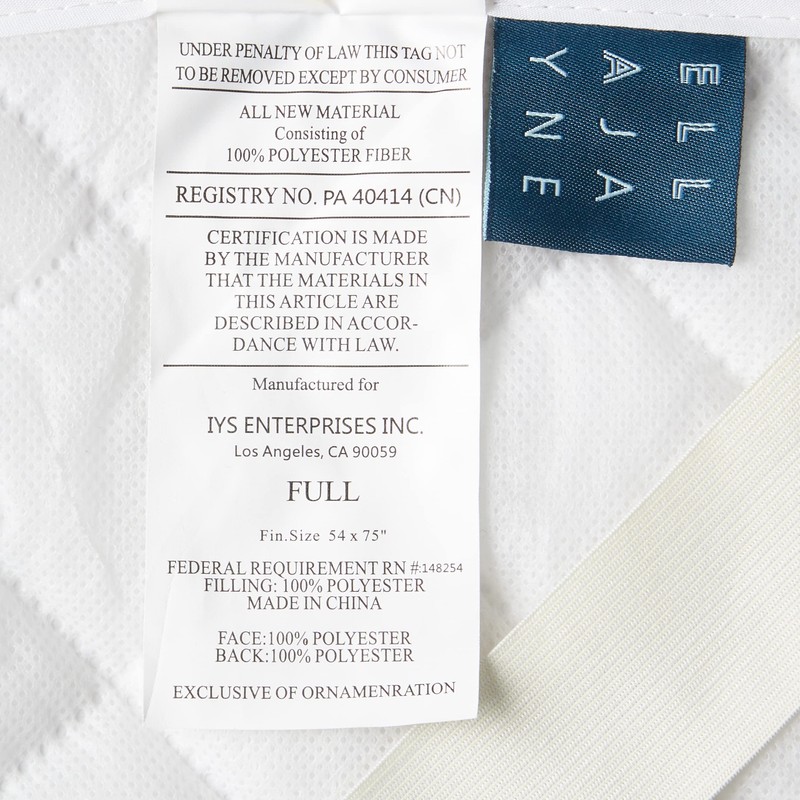 UNDER PENALTY OF LAW THIS TAG NOT
TO BE REMOVED EXCEPT BY CONSUMER
ALL NEW MATERIAL
Consisting of
100% POLYESTER FIBER
REGISTRY NO. PA 40414 (CN)
CERTIFICATION IS MADE
BY THE MANUFACTURER
THAT THE MATERIALS IN
THIS ARTICLE ARE
DESCRIBED IN ACCOR-
DANCE WITH LAW.
Manufactured for
IYS ENTERPRISES INC.
Los Angeles, CA 90059
FULL
Fin.Size 54 x 75"
FEDERAL REQUIREMENT RN #:148254
FILLING: 100% POLYESTER
MADE IN CHINA
FACE:100% POLYESTER
BACK:100% POLYESTER
EXCLUSIVE OF ORNAMENRATION
ELL
AJA
YNE